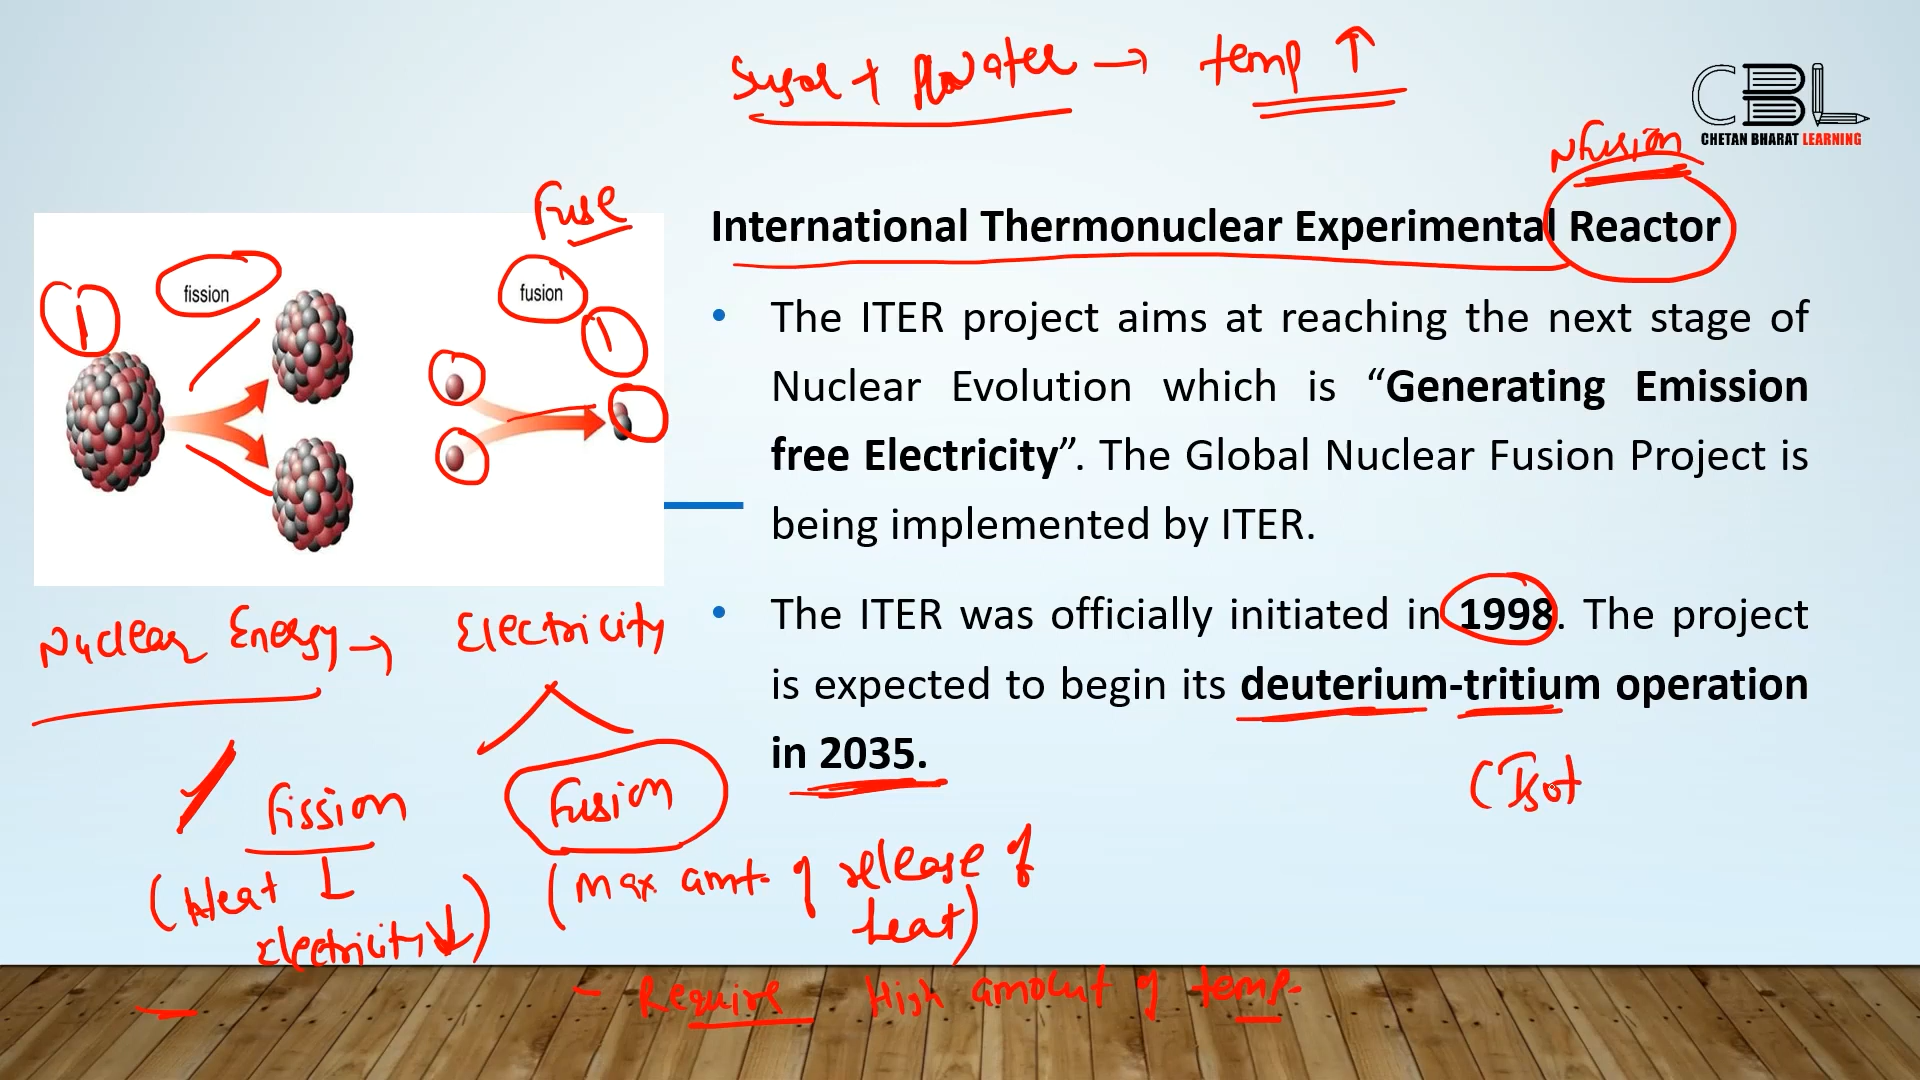 Sugar + Water → temp ↑
CBL
CHETAN BHARAT LEARNING
NFusion
International Thermonuclear Experimental Reactor
Fuse
fission
fusion
1
1
• The ITER project aims at reaching the next stage of
Nuclear Evolution which is “Generating Emission
free Electricity”. The Global Nuclear Fusion Project is
being implemented by ITER.
• The ITER was officially initiated in 1998. The project
is expected to begin its deuterium-tritium operation
in 2035.
(Isot
Nuclear Energy → Electricity
Fission
Fusion
(Heat ↓
Electricity ↓)
(Max amt. of release of
heat)
- Require High amount of temp.